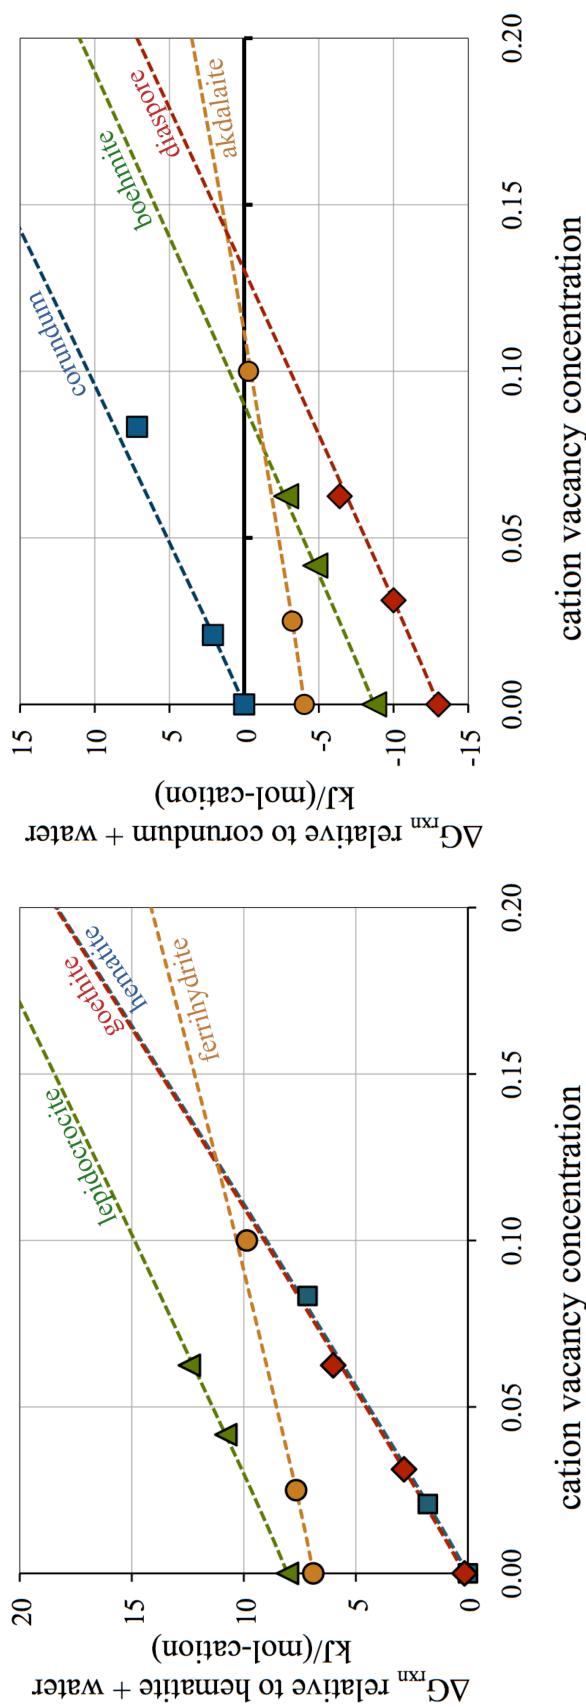 ΔG_rxn relative to hematite + water
kJ/(mol-cation)
20
15
10
5
0
lepidocrocite
goethite
hematite
ferrihydrite
0.00
0.05
0.10
0.15
0.20
cation vacancy concentration
ΔG_rxn relative to corundum + water
kJ/(mol-cation)
15
10
5
0
-5
-10
-15
corundum
boehmite
diaspore
akdalaite
0.00
0.05
0.10
0.15
0.20
cation vacancy concentration